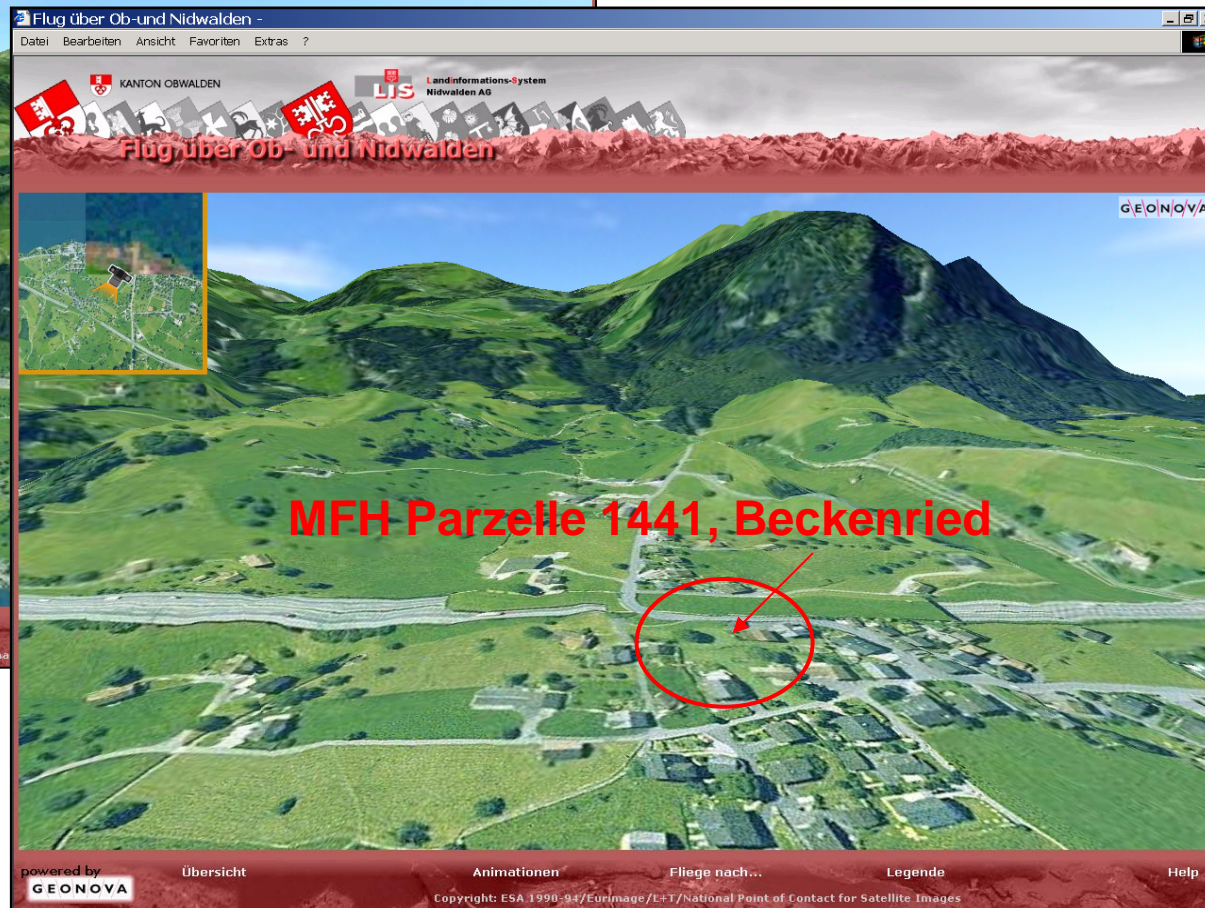 Flug über Ob-und Nidwalden -
Datei Bearbeiten Ansicht Favoriten Extras ?
KANTON OBWALDEN
LIS
Landinformations-System
Nidwalden AG
Flug über Ob- und Nidwalden
GEONOVA
MFH Parzelle 1441, Beckenried
powered by
GEONOVA
Übersicht Animationen Fliege nach... Legende Help
Copyright: ESA 1990-94/Eurimage/L+T/National Point of Contact for Satellite Images